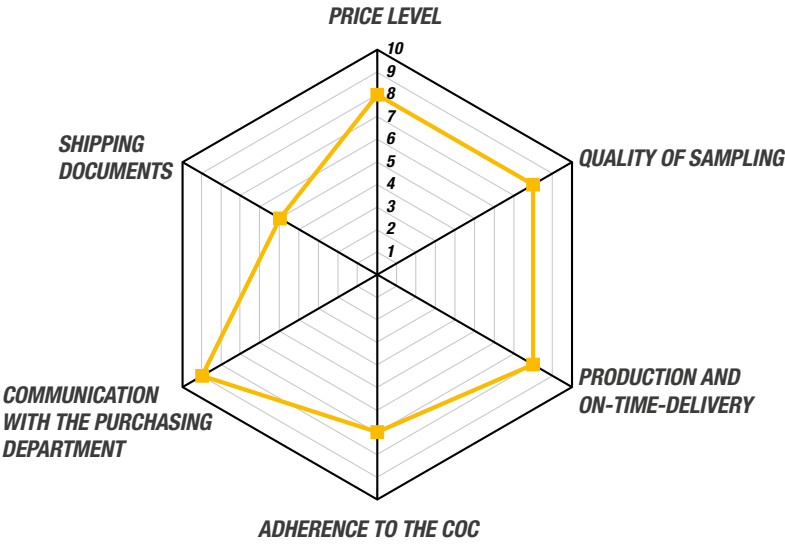 PRICE LEVEL
10
9
8
7
6
5
4
3
2
1
SHIPPING
DOCUMENTS
QUALITY OF SAMPLING
COMMUNICATION
WITH THE PURCHASING
DEPARTMENT
PRODUCTION AND
ON-TIME-DELIVERY
ADHERENCE TO THE COC